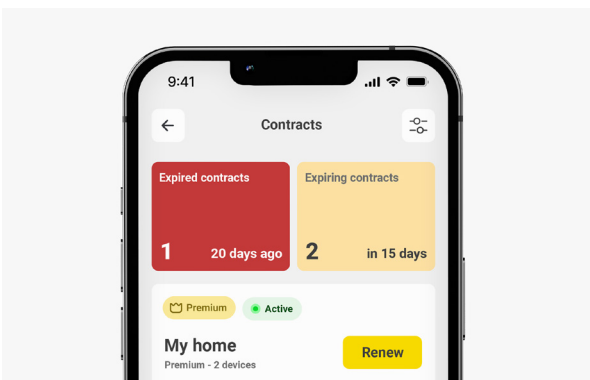 9:41
Contracts
Expired contracts
1 20 days ago
Expiring contracts
2 in 15 days
Premium
Active
My home
Premium - 2 devices
Renew